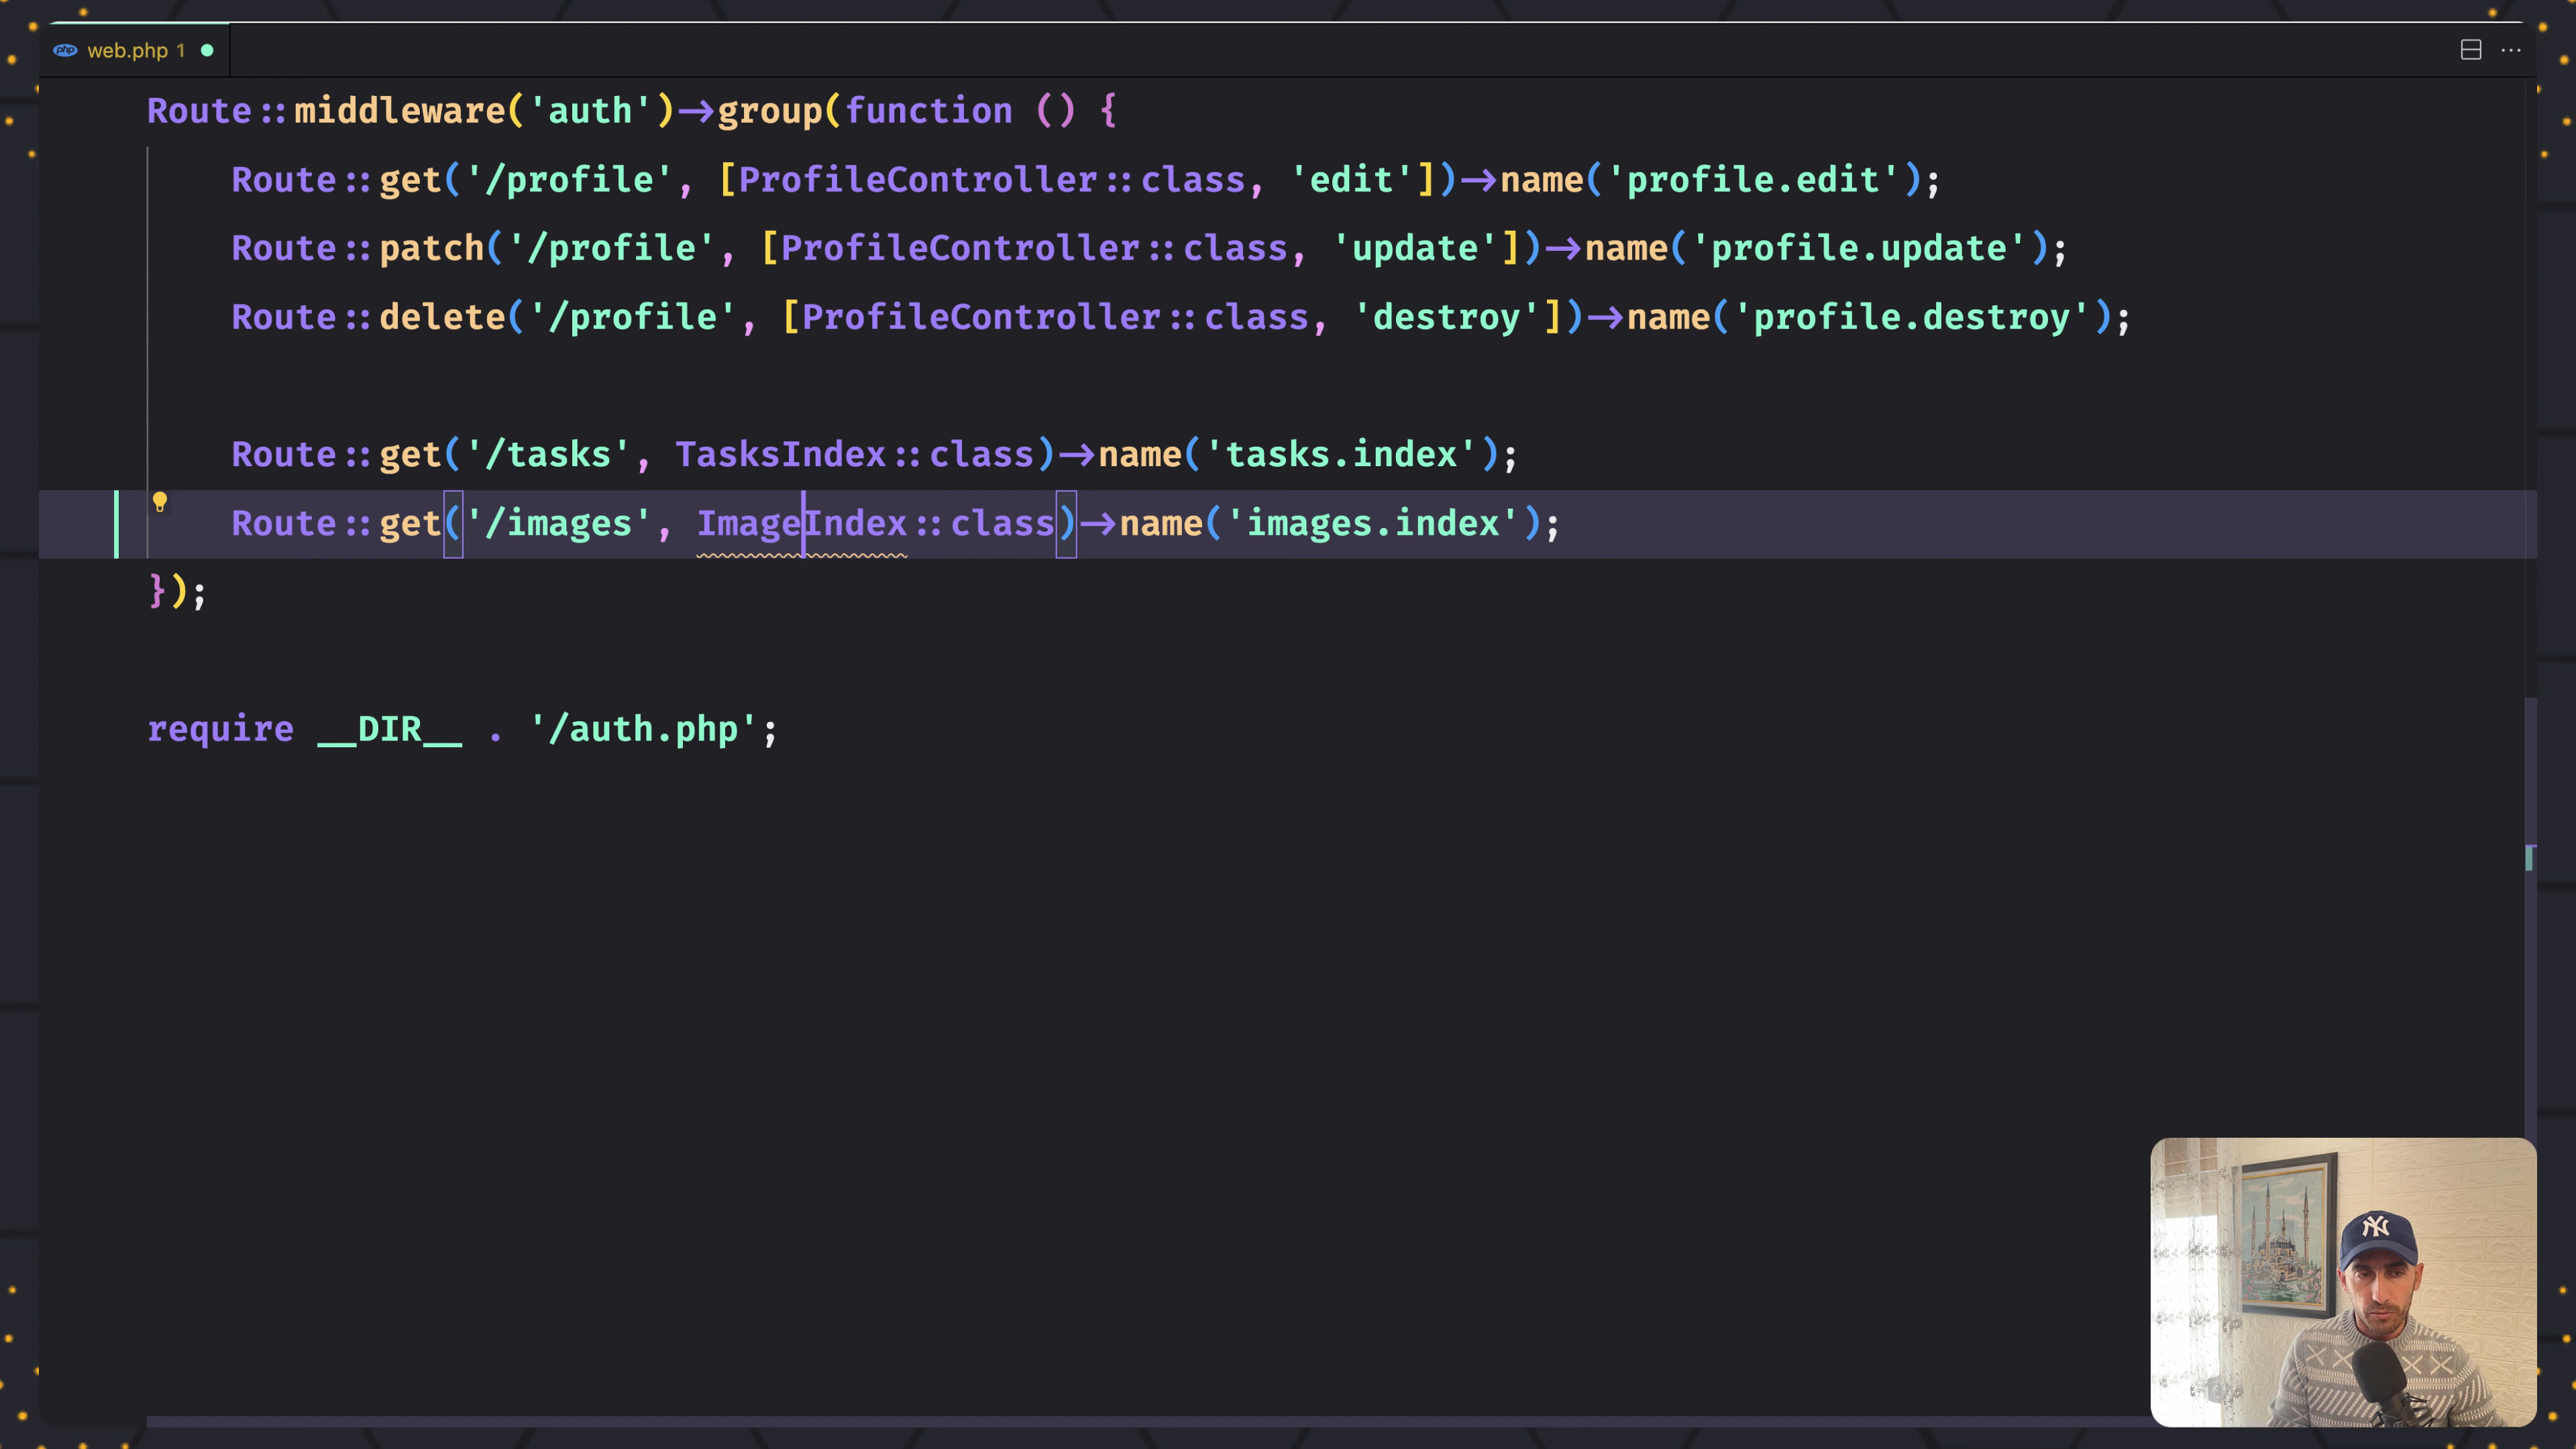 web.php 1
Route::middleware('auth')->group(function () {
Route::get('/profile', [ProfileController::class, 'edit'])->name('profile.edit');
Route::patch('/profile', [ProfileController::class, 'update'])->name('profile.update');
Route::delete('/profile', [ProfileController::class, 'destroy'])->name('profile.destroy');
Route::get('/tasks', TasksIndex::class)->name('tasks.index');
Route::get('/images', ImageIndex::class)->name('images.index');
});
require __DIR__ . '/auth.php';
php
NY